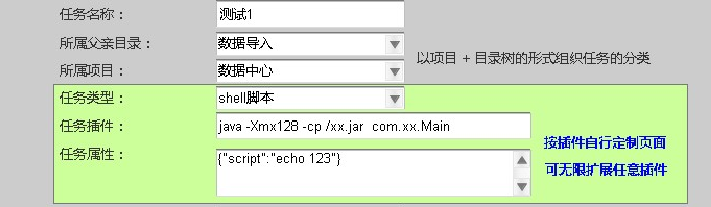 任务名称： 测试1
所属父亲目录： 数据导入
以项目 + 目录树的形式组织任务的分类
所属项目： 数据中心
任务类型： shell脚本
任务插件： java -Xmx128 -cp /xx.jar com.xx.Main
按插件自行定制页面
任务属性： {"script":"echo 123"}
可无限扩展任意插件